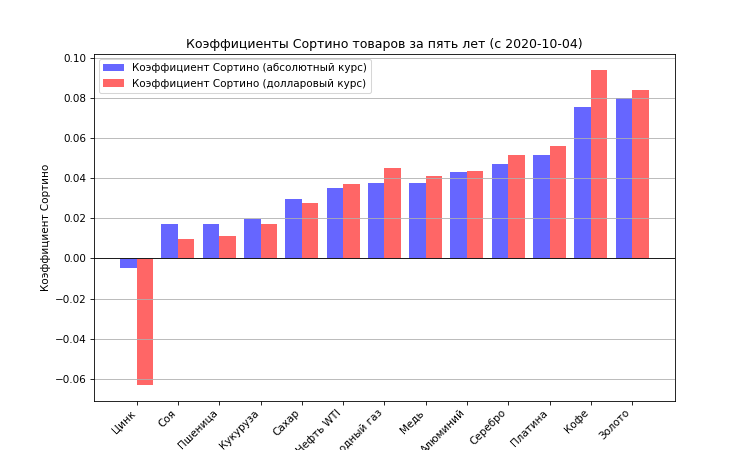 Коэффициенты Сортино товаров за пять лет (с 2020-10-04)
Коэффициент Сортино (абсолютный курс)
Коэффициент Сортино (долларовый курс)
Коэффициент Сортино
0.10
0.08
0.06
0.04
0.02
0.00
−0.02
−0.04
−0.06
Цинк
Соя
Пшеница
Кукуруза
Сахар
Нефть WTI
одный газ
Медь
Алюминий
Серебро
Платина
Кофе
Золото